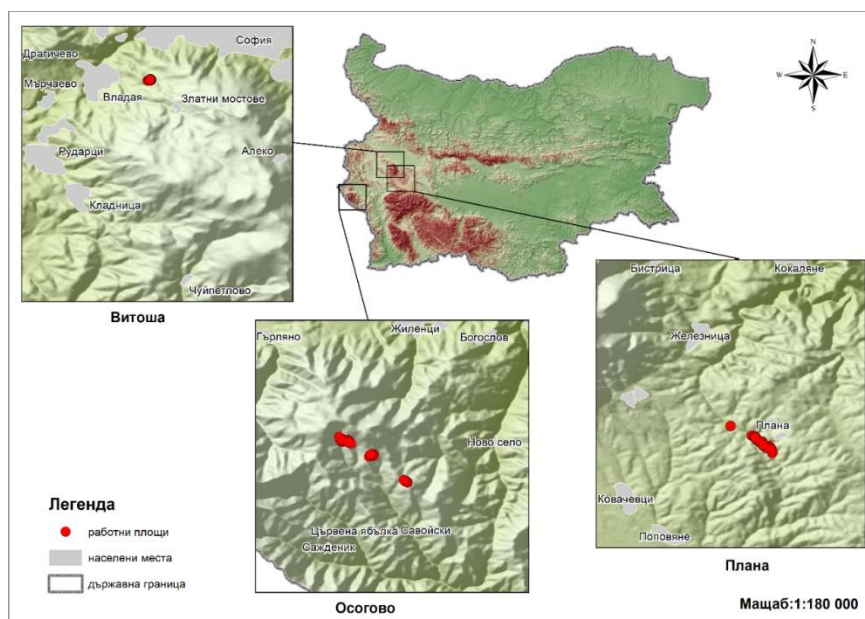 София
Драгичево
Мърчаево
Владая
Златни мостове
Рударци
Алеко
Кладница
Чуйпетлово
Витоша
N
W
E
S
Гърляно
Жиленци
Богослов
Ново село
Цървена ябълка
Савойски
Сажденик
Осогово
Бистрица
Кокаляне
Железница
Плана
Ковачевци
Поповяне
Плана
Легенда
работни площи
населени места
държавна граница
Мащаб:1:180 000